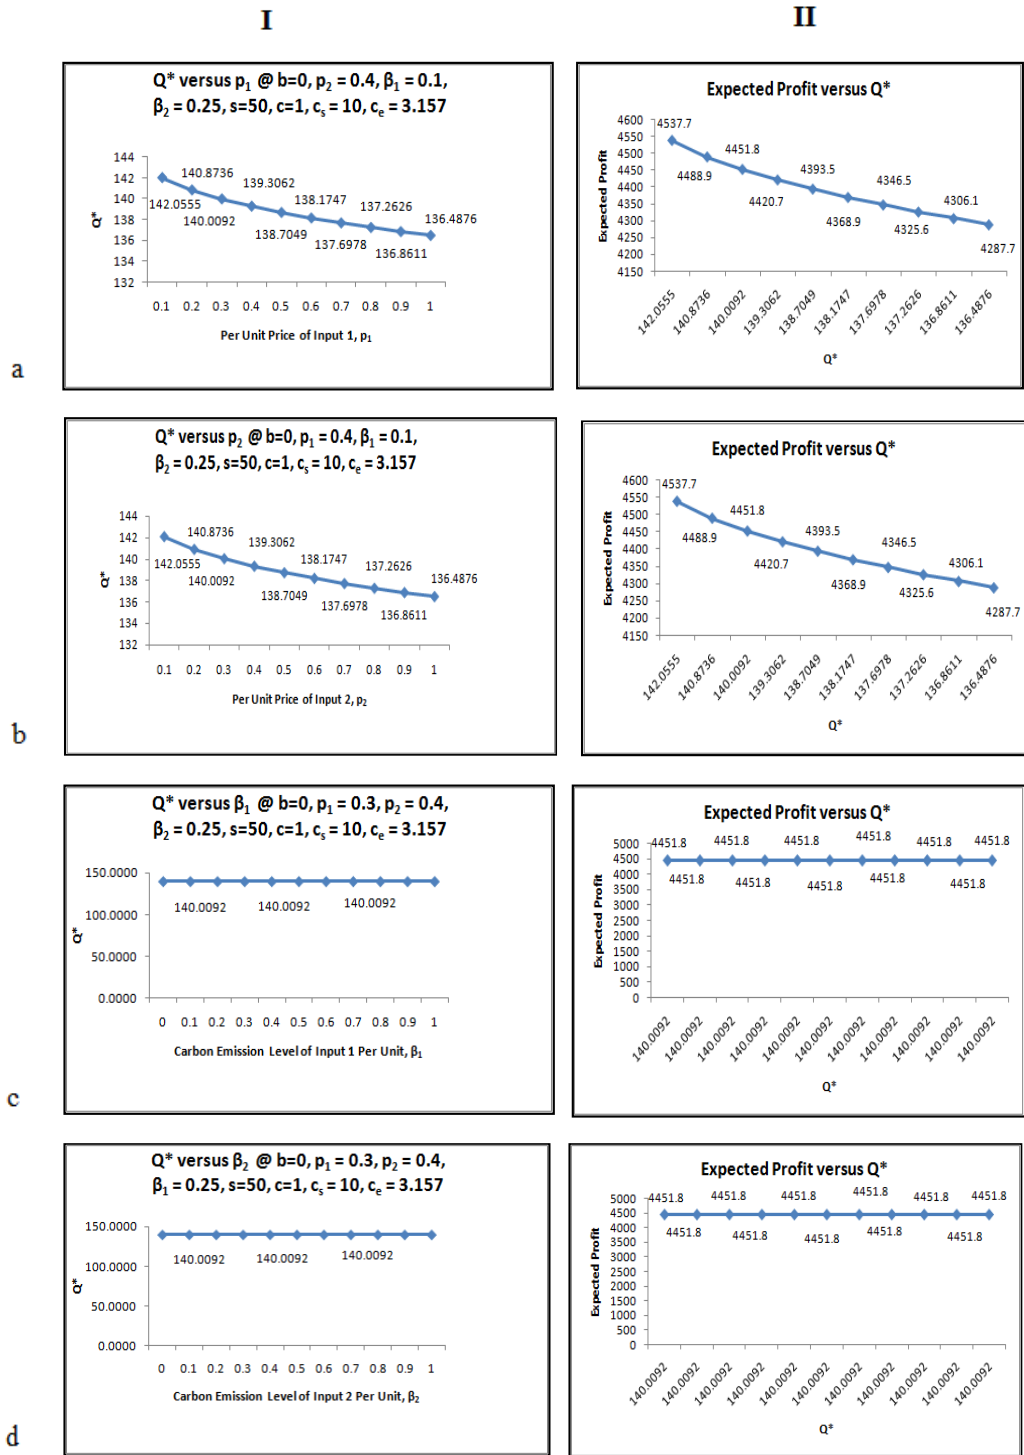 I
II
Q* versus p₁ @ b=0, p₂ = 0.4, β₁ = 0.1,
β₂ = 0.25, s=50, c=1, cₛ = 10, cₑ = 3.157
144
142
140
138
136
134
132
Q*
142.0555
140.8736
140.0092
139.3062
138.7049
138.1747
137.6978
137.2626
136.8611
136.4876
0.1 0.2 0.3 0.4 0.5 0.6 0.7 0.8 0.9 1
Per Unit Price of Input 1, p₁
Expected Profit versus Q*
4600
4550
4500
4450
4400
4350
4300
4250
4200
4150
Expected Profit
4537.7
4488.9
4451.8
4420.7
4393.5
4368.9
4346.5
4325.6
4306.1
4287.7
142.0555 140.8736 140.0092 139.3062 138.7049 138.1747 137.6978 137.2626 136.8611 136.4876
Q*
a
Q* versus p₂ @ b=0, p₁ = 0.4, β₁ = 0.1,
β₂ = 0.25, s=50, c=1, cₛ = 10, cₑ = 3.157
144
142
140
138
136
134
132
Q*
142.0555
140.8736
140.0092
139.3062
138.7049
138.1747
137.6978
137.2626
136.8611
136.4876
0.1 0.2 0.3 0.4 0.5 0.6 0.7 0.8 0.9 1
Per Unit Price of Input 2, p₂
Expected Profit versus Q*
4600
4550
4500
4450
4400
4350
4300
4250
4200
4150
Expected Profit
4537.7
4488.9
4451.8
4420.7
4393.5
4368.9
4346.5
4325.6
4306.1
4287.7
142.0555 140.8736 140.0092 139.3062 138.7049 138.1747 137.6978 137.2626 136.8611 136.4876
Q*
b
Q* versus β₁ @ b=0, p₁ = 0.3, p₂ = 0.4,
β₂ = 0.25, s=50, c=1, cₛ = 10, cₑ = 3.157
150.0000
100.0000
50.0000
0.0000
Q*
140.0092 140.0092 140.0092
0 0.1 0.2 0.3 0.4 0.5 0.6 0.7 0.8 0.9 1
Carbon Emission Level of Input 1 Per Unit, β₁
Expected Profit versus Q*
5000
4500
4000
3500
3000
2500
2000
1500
1000
500
0
Expected Profit
4451.8 4451.8 4451.8 4451.8 4451.8
4451.8 4451.8 4451.8 4451.8 4451.8
140.0092 140.0092 140.0092 140.0092 140.0092 140.0092 140.0092 140.0092 140.0092 140.0092 140.0092
Q*
c
Q* versus β₂ @ b=0, p₁ = 0.3, p₂ = 0.4,
β₁ = 0.25, s=50, c=1, cₛ = 10, cₑ = 3.157
150.0000
100.0000
50.0000
0.0000
Q*
140.0092 140.0092 140.0092
0 0.1 0.2 0.3 0.4 0.5 0.6 0.7 0.8 0.9 1
Carbon Emission Level of Input 2 Per Unit, β₂
Expected Profit versus Q*
5000
4500
4000
3500
3000
2500
2000
1500
1000
500
0
Expected Profit
4451.8 4451.8 4451.8 4451.8 4451.8 4451.8
4451.8 4451.8 4451.8 4451.8 4451.8
140.0092 140.0092 140.0092 140.0092 140.0092 140.0092 140.0092 140.0092 140.0092 140.0092 140.0092
Q*
d